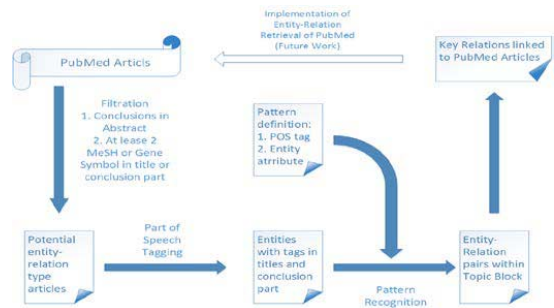 Implementation of
Entity-Relation
Retrieval of PubMed
(Future Work)
PubMed Articls
Key Relations linked
to PubMed Articles
Filtration
1. Conclusions in
Abstract
2. At lease 2
MeSH or Gene
Symbol in title or
conclusion part
Pattern
definition:
1. POS tag
2. Entity
atrribute
Potential
entity-
relation
type
articles
Part of
Speech
Tagging
Entities
with tags in
titles and
conclusion
part
Pattern
Recognition
Entity-
Relation
pairs within
Topic Block